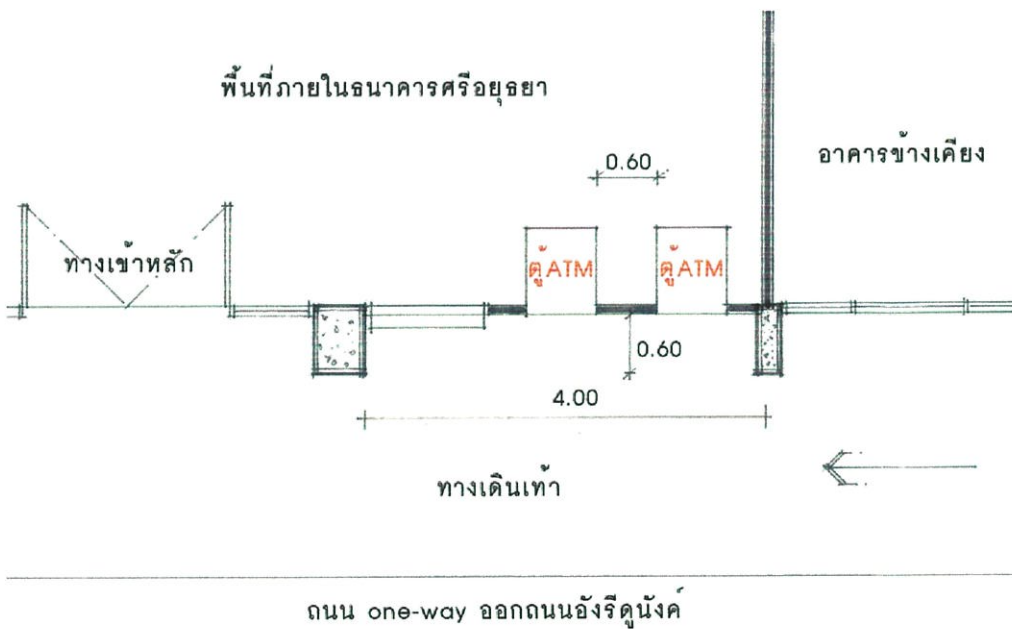 พื้นที่ภายในธนาคารศรีอยุธยา
0.60
อาคารข้างเคียง
ทางเข้าหลัก
ตู้ATM
ตู้ATM
0.60
4.00
ทางเดินเท้า
ถนน one-way ออกถนนอังรีดูนังค์